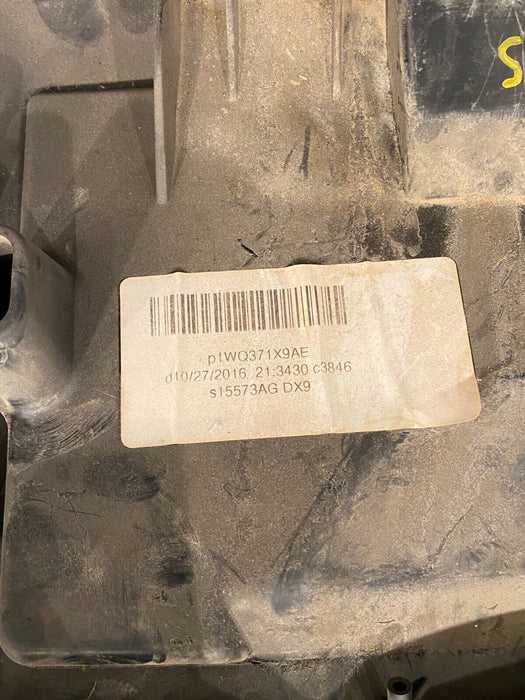 S
p1WQ371X9AE
d10/27/2016 21:3430 c3846
s15573AG DX9